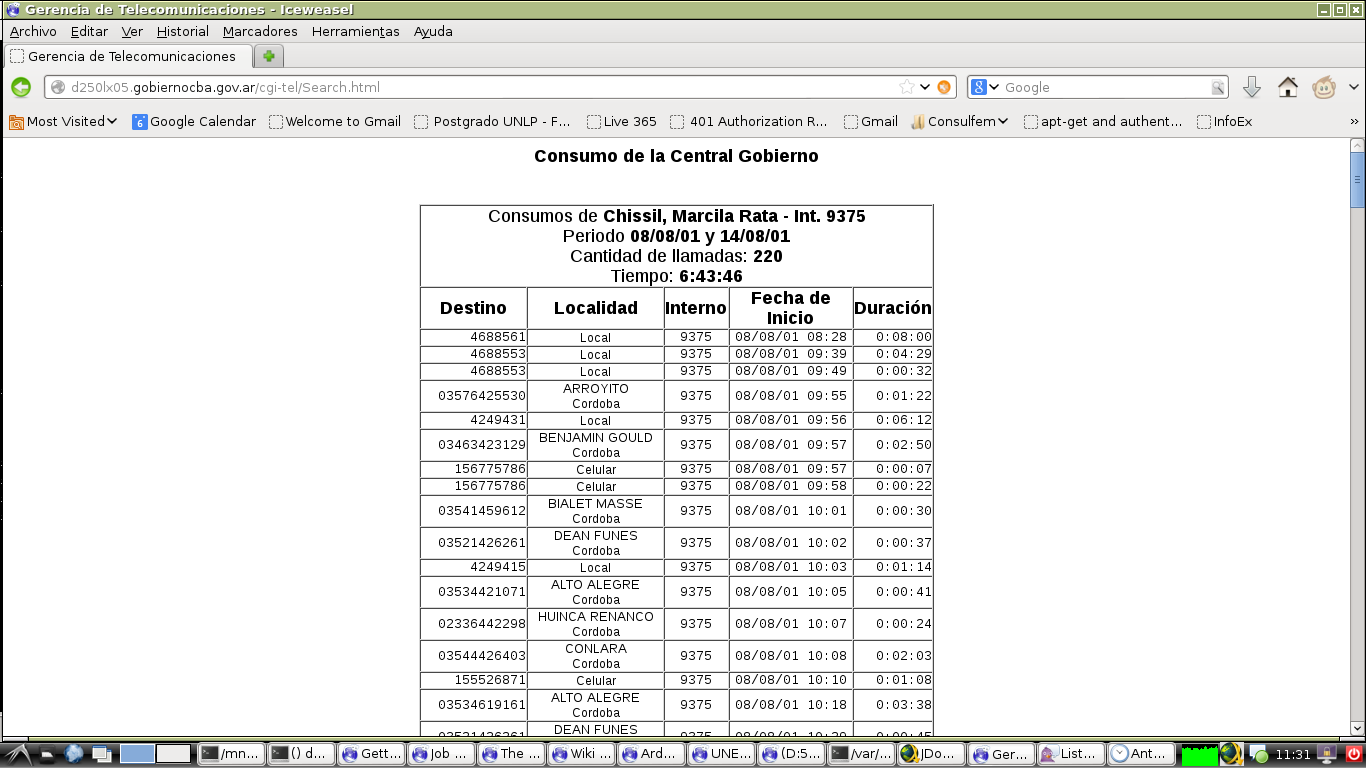 Gerencia de Telecomunicaciones - Iceweasel
Archivo Editar Ver Historial Marcadores Herramientas Ayuda
Gerencia de Telecomunicaciones
d250lx05.gobiernocba.gov.ar/cgi-tel/Search.html
Google
Most Visited Google Calendar Welcome to Gmail Postgrado UNLP - F... Live 365 401 Authorization R... Gmail Consulfem apt-get and authent... InfoEx »
Consumo de la Central Gobierno
Consumos de Chissil, Marcila Rata - Int. 9375
Periodo 08/08/01 y 14/08/01
Cantidad de llamadas: 220
Tiempo: 6:43:46
Destino Localidad Interno Fecha de Inicio Duración
4688561 Local 9375 08/08/01 08:28 0:08:00
4688553 Local 9375 08/08/01 09:39 0:04:29
4688553 Local 9375 08/08/01 09:49 0:00:32
03576425530 ARROYITO Cordoba 9375 08/08/01 09:55 0:01:22
4249431 Local 9375 08/08/01 09:56 0:06:12
03463423129 BENJAMIN GOULD Cordoba 9375 08/08/01 09:57 0:02:50
156775786 Celular 9375 08/08/01 09:57 0:00:07
156775786 Celular 9375 08/08/01 09:58 0:00:22
03541459612 BIALET MASSE Cordoba 9375 08/08/01 10:01 0:00:30
03521426261 DEAN FUNES Cordoba 9375 08/08/01 10:02 0:00:37
4249415 Local 9375 08/08/01 10:03 0:01:14
03534421071 ALTO ALEGRE Cordoba 9375 08/08/01 10:05 0:00:41
02336442298 HUINCA RENANCO Cordoba 9375 08/08/01 10:07 0:00:24
03544426403 CONLARA Cordoba 9375 08/08/01 10:08 0:02:03
155526871 Celular 9375 08/08/01 10:10 0:01:08
03534619161 ALTO ALEGRE Cordoba 9375 08/08/01 10:18 0:03:38
DEAN FUNES
/mn... () d... Gett... Job ... The ... Wiki ... Ard... UNE... (D:5... /var/... JDo... Ger... List... Ant... 11:31